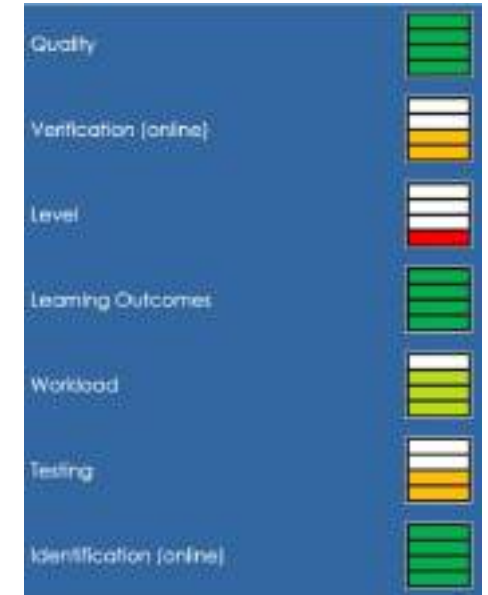 Quality
Verification (online)
Level
Learning Outcomes
Workload
Testing
Identification (online)